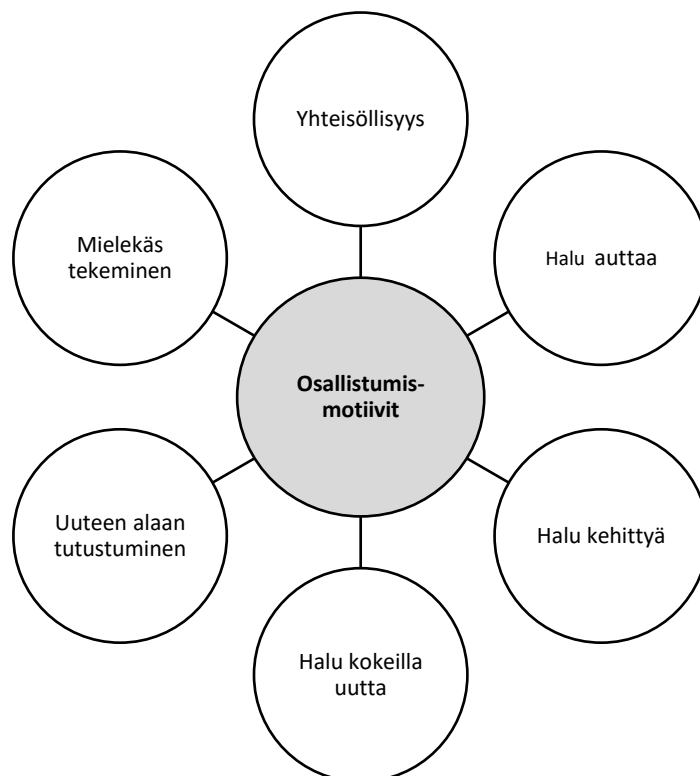 Yhteisöllisyys
Mielekäs
tekeminen
Halu auttaa
Osallistumis-
motiivit
Uuteen alaan
tutustuminen
Halu kehittyä
Halu kokeilla
uutta